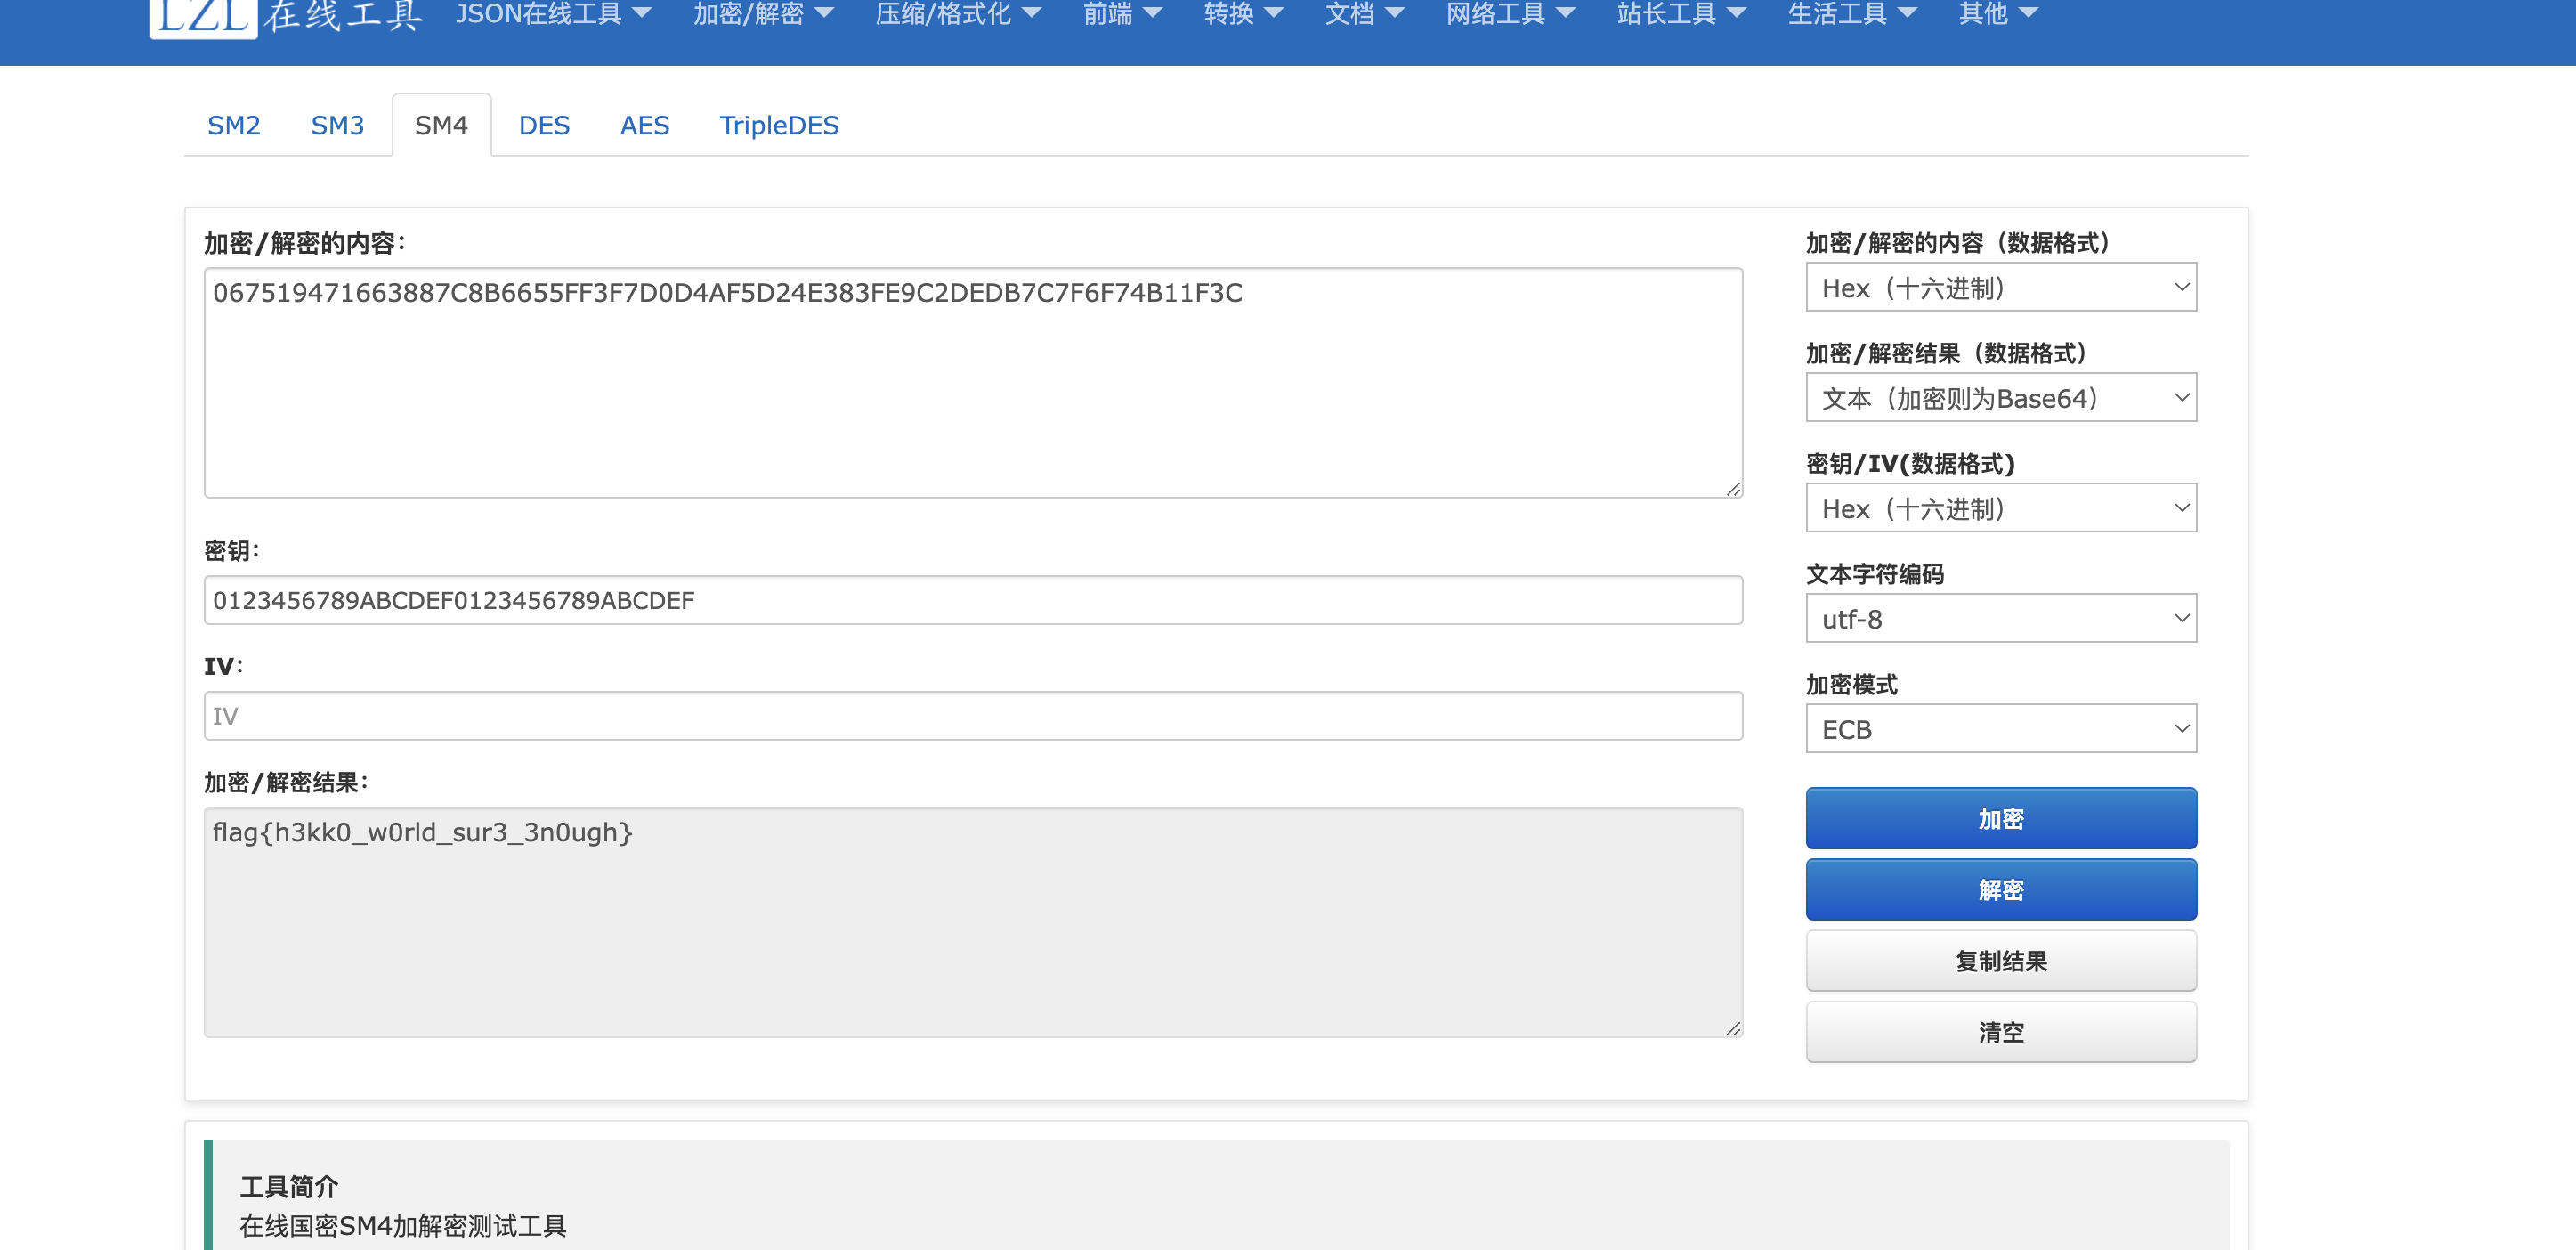 LZL 在线工具 JSON在线工具 加密/解密 压缩/格式化 前端 转换 文档 网络工具 站长工具 生活工具 其他
SM2 SM3 SM4 DES AES TripleDES
加密/解密的内容：
067519471663887C8B6655FF3F7D0D4AF5D24E383FE9C2DEDB7C7F6F74B11F3C
密钥：
0123456789ABCDEF0123456789ABCDEF
IV：
IV
加密/解密结果：
flag{h3kk0_w0rld_sur3_3n0ugh}
加密/解密的内容（数据格式）
Hex（十六进制）
加密/解密结果（数据格式）
文本（加密则为Base64）
密钥/IV(数据格式)
Hex（十六进制）
文本字符编码
utf-8
加密模式
ECB
加密
解密
复制结果
清空
工具简介
在线国密SM4加解密测试工具